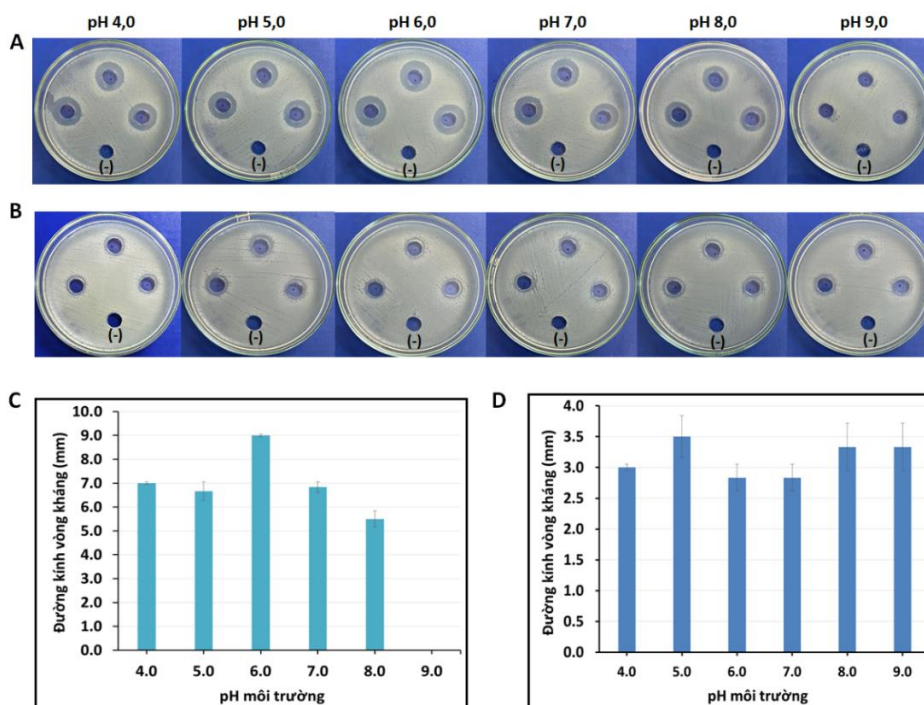 pH 4,0 pH 5,0 pH 6,0 pH 7,0 pH 8,0 pH 9,0
A
(-) (-) (-) (-) (-) (-)
B
(-) (-) (-) (-) (-) (-)
C
Đường kính vòng kháng (mm)
10.0
9.0
8.0
7.0
6.0
5.0
4.0
3.0
2.0
1.0
0.0
4.0 5.0 6.0 7.0 8.0 9.0
pH môi trường
D
Đường kính vòng kháng (mm)
4.0
3.5
3.0
2.5
2.0
1.5
1.0
0.5
0.0
4.0 5.0 6.0 7.0 8.0 9.0
pH môi trường